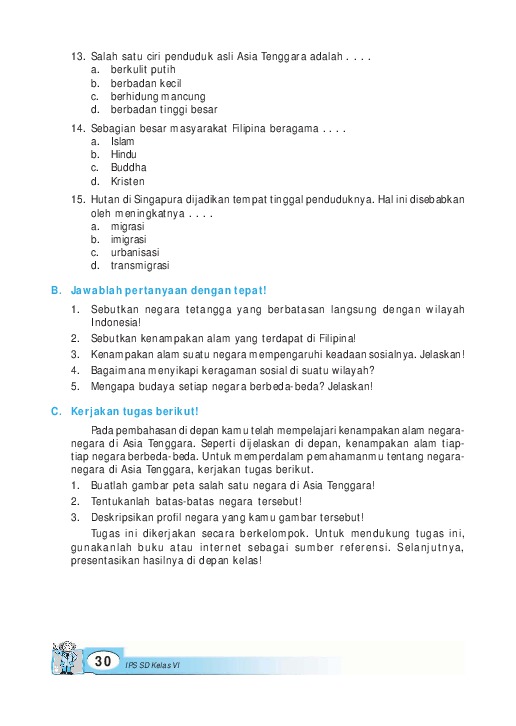 13. Salah satu ciri penduduk asli Asia Tenggara adalah . . . .
a. berkulit putih
b. berbadan kecil
c. berhidung mancung
d. berbadan tinggi besar
14. Sebagian besar masyarakat Filipina beragama . . . .
a. Islam
b. Hindu
c. Buddha
d. Kristen
15. Hutan di Singapura dijadikan tempat tinggal penduduknya. Hal ini disebabkan
oleh meningkatnya . . . .
a. migrasi
b. imigrasi
c. urbanisasi
d. transmigrasi
B. Jawablah pertanyaan dengan tepat!
1. Sebutkan negara tetangga yang berbatasan langsung dengan wilayah
Indonesia!
2. Sebutkan kenampakan alam yang terdapat di Filipina!
3. Kenampakan alam suatu negara mempengaruhi keadaan sosialnya. Jelaskan!
4. Bagaimana menyikapi keragaman sosial di suatu wilayah?
5. Mengapa budaya setiap negara berbeda-beda? Jelaskan!
C. Kerjakan tugas berikut!
Pada pembahasan di depan kamu telah mempelajari kenampakan alam negara-
negara di Asia Tenggara. Seperti dijelaskan di depan, kenampakan alam tiap-
tiap negara berbeda-beda. Untuk memperdalam pemahamanmu tentang negara-
negara di Asia Tenggara, kerjakan tugas berikut.
1. Buatlah gambar peta salah satu negara di Asia Tenggara!
2. Tentukanlah batas-batas negara tersebut!
3. Deskripsikan profil negara yang kamu gambar tersebut!
Tugas ini dikerjakan secara berkelompok. Untuk mendukung tugas ini,
gunakanlah buku atau internet sebagai sumber referensi. Selanjutnya,
presentasikan hasilnya di depan kelas!
30 IPS SD Kelas VI